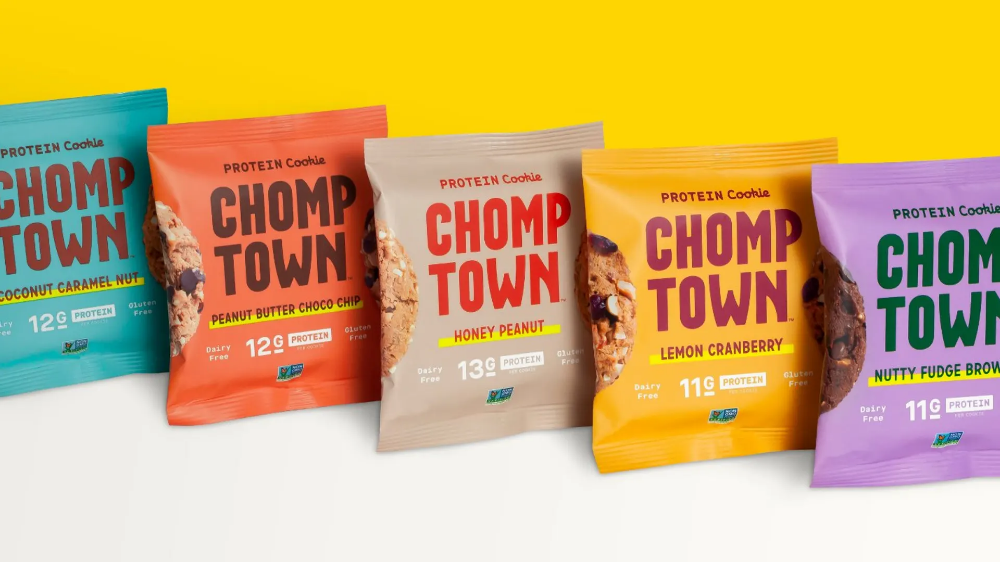 PROTEIN Cookie
CHOMP
TOWN
COCONUT CARAMEL NUT
Dairy
Free
12G PROTEIN
Gluten
Free
PROTEIN Cookie
CHOMP
TOWN
PEANUT BUTTER CHOCO CHIP
Dairy
Free
12G PROTEIN
Gluten
Free
PROTEIN Cookie
CHOMP
TOWN
HONEY PEANUT
Dairy
Free
13G PROTEIN
Gluten
Free
PROTEIN Cookie
CHOMP
TOWN
LEMON CRANBERRY
Dairy
Free
11G PROTEIN
Gluten
Free
PROTEIN Cookie
CHOM
TOWN
NUTTY FUDGE BROW
Dairy
Free
11G PROTEIN